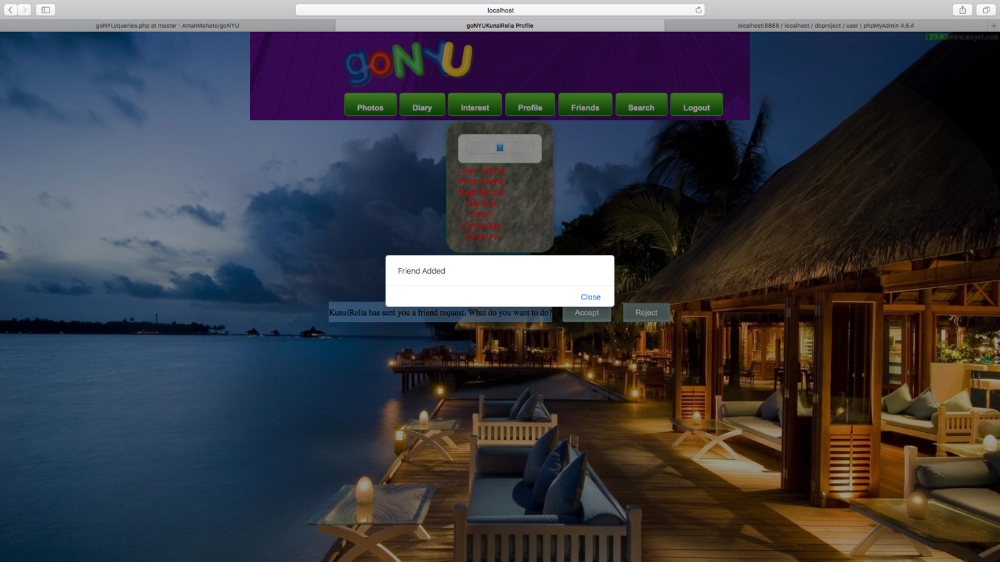 localhost
goNYU/queries.php at master · AmanMahato/goNYU
goNYUKunalRelia Profile
localhost:8888 / localhost / dbproject / user | phpMyAdmin 4.6.4
www.meyet.com
goNYU
Photos
Diary
Interest
Profile
Friends
Search
Logout
User Name
First Name
Last Name
Gender
Email
Language
Country
Friend Added
Close
KunalRelia has sent you a friend request. What do you want to do?
Accept
Reject